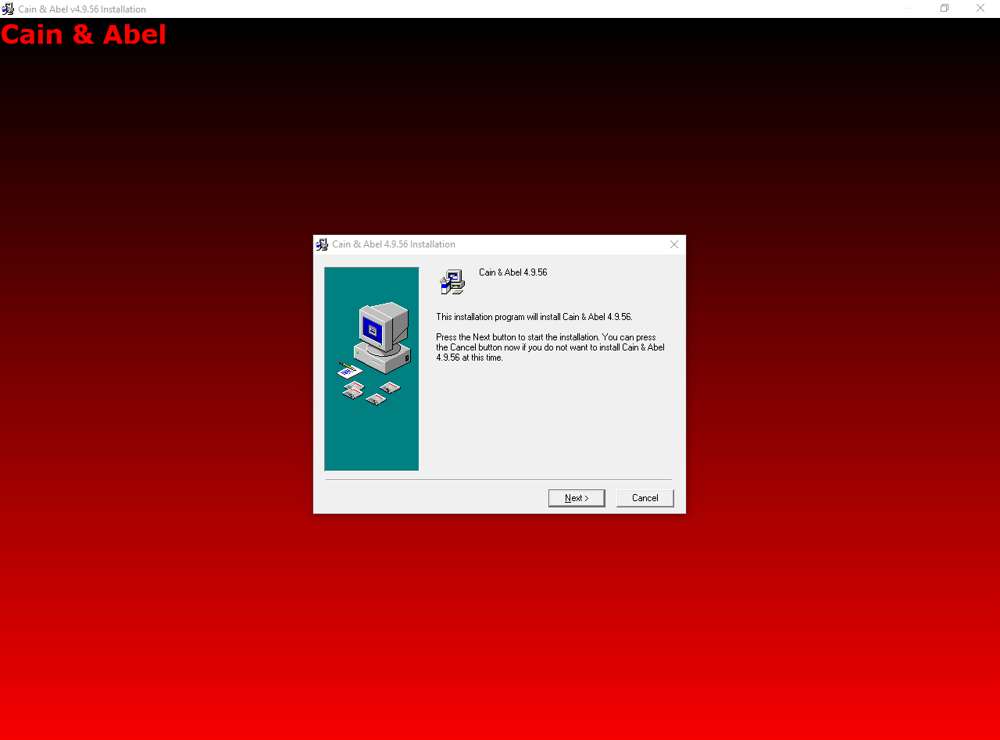 Cain & Abel v4.9.56 Installation
Cain & Abel
Cain & Abel 4.9.56 Installation
Cain & Abel 4.9.56
This installation program will install Cain & Abel 4.9.56.
Press the Next button to start the installation. You can press
the Cancel button now if you do not want to install Cain & Abel
4.9.56 at this time.
Next >
Cancel